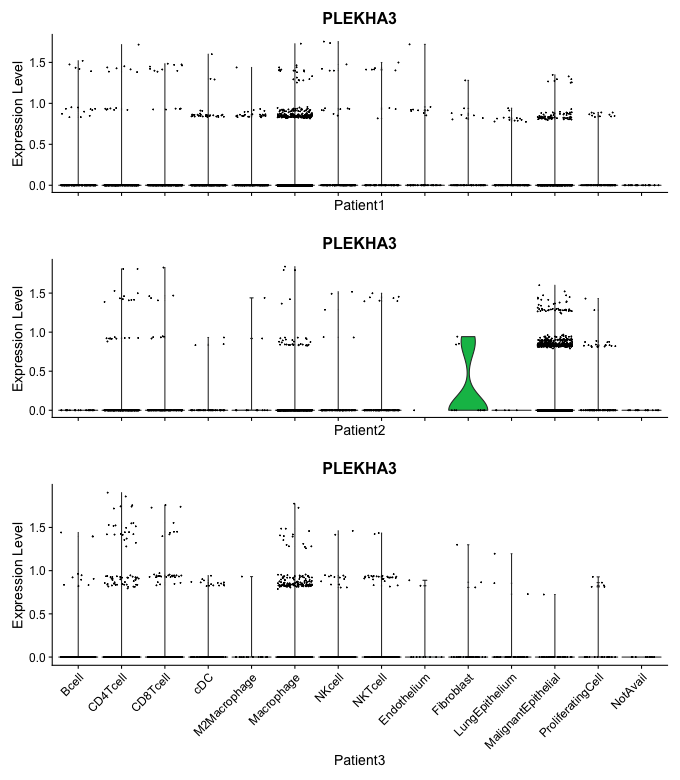 PLEKHA3
Expression Level
1.5
1.0
0.5
0.0
Patient1
PLEKHA3
Expression Level
1.5
1.0
0.5
0.0
Patient2
PLEKHA3
Expression Level
1.5
1.0
0.5
0.0
Bcell
CD4Tcell
CD8Tcell
cDC
M2Macrophage
Macrophage
NKcell
NKTcell
Endothelium
Fibroblast
LungEpithelium
MalignantEpithelial
ProliferatingCell
NotAvail
Patient3